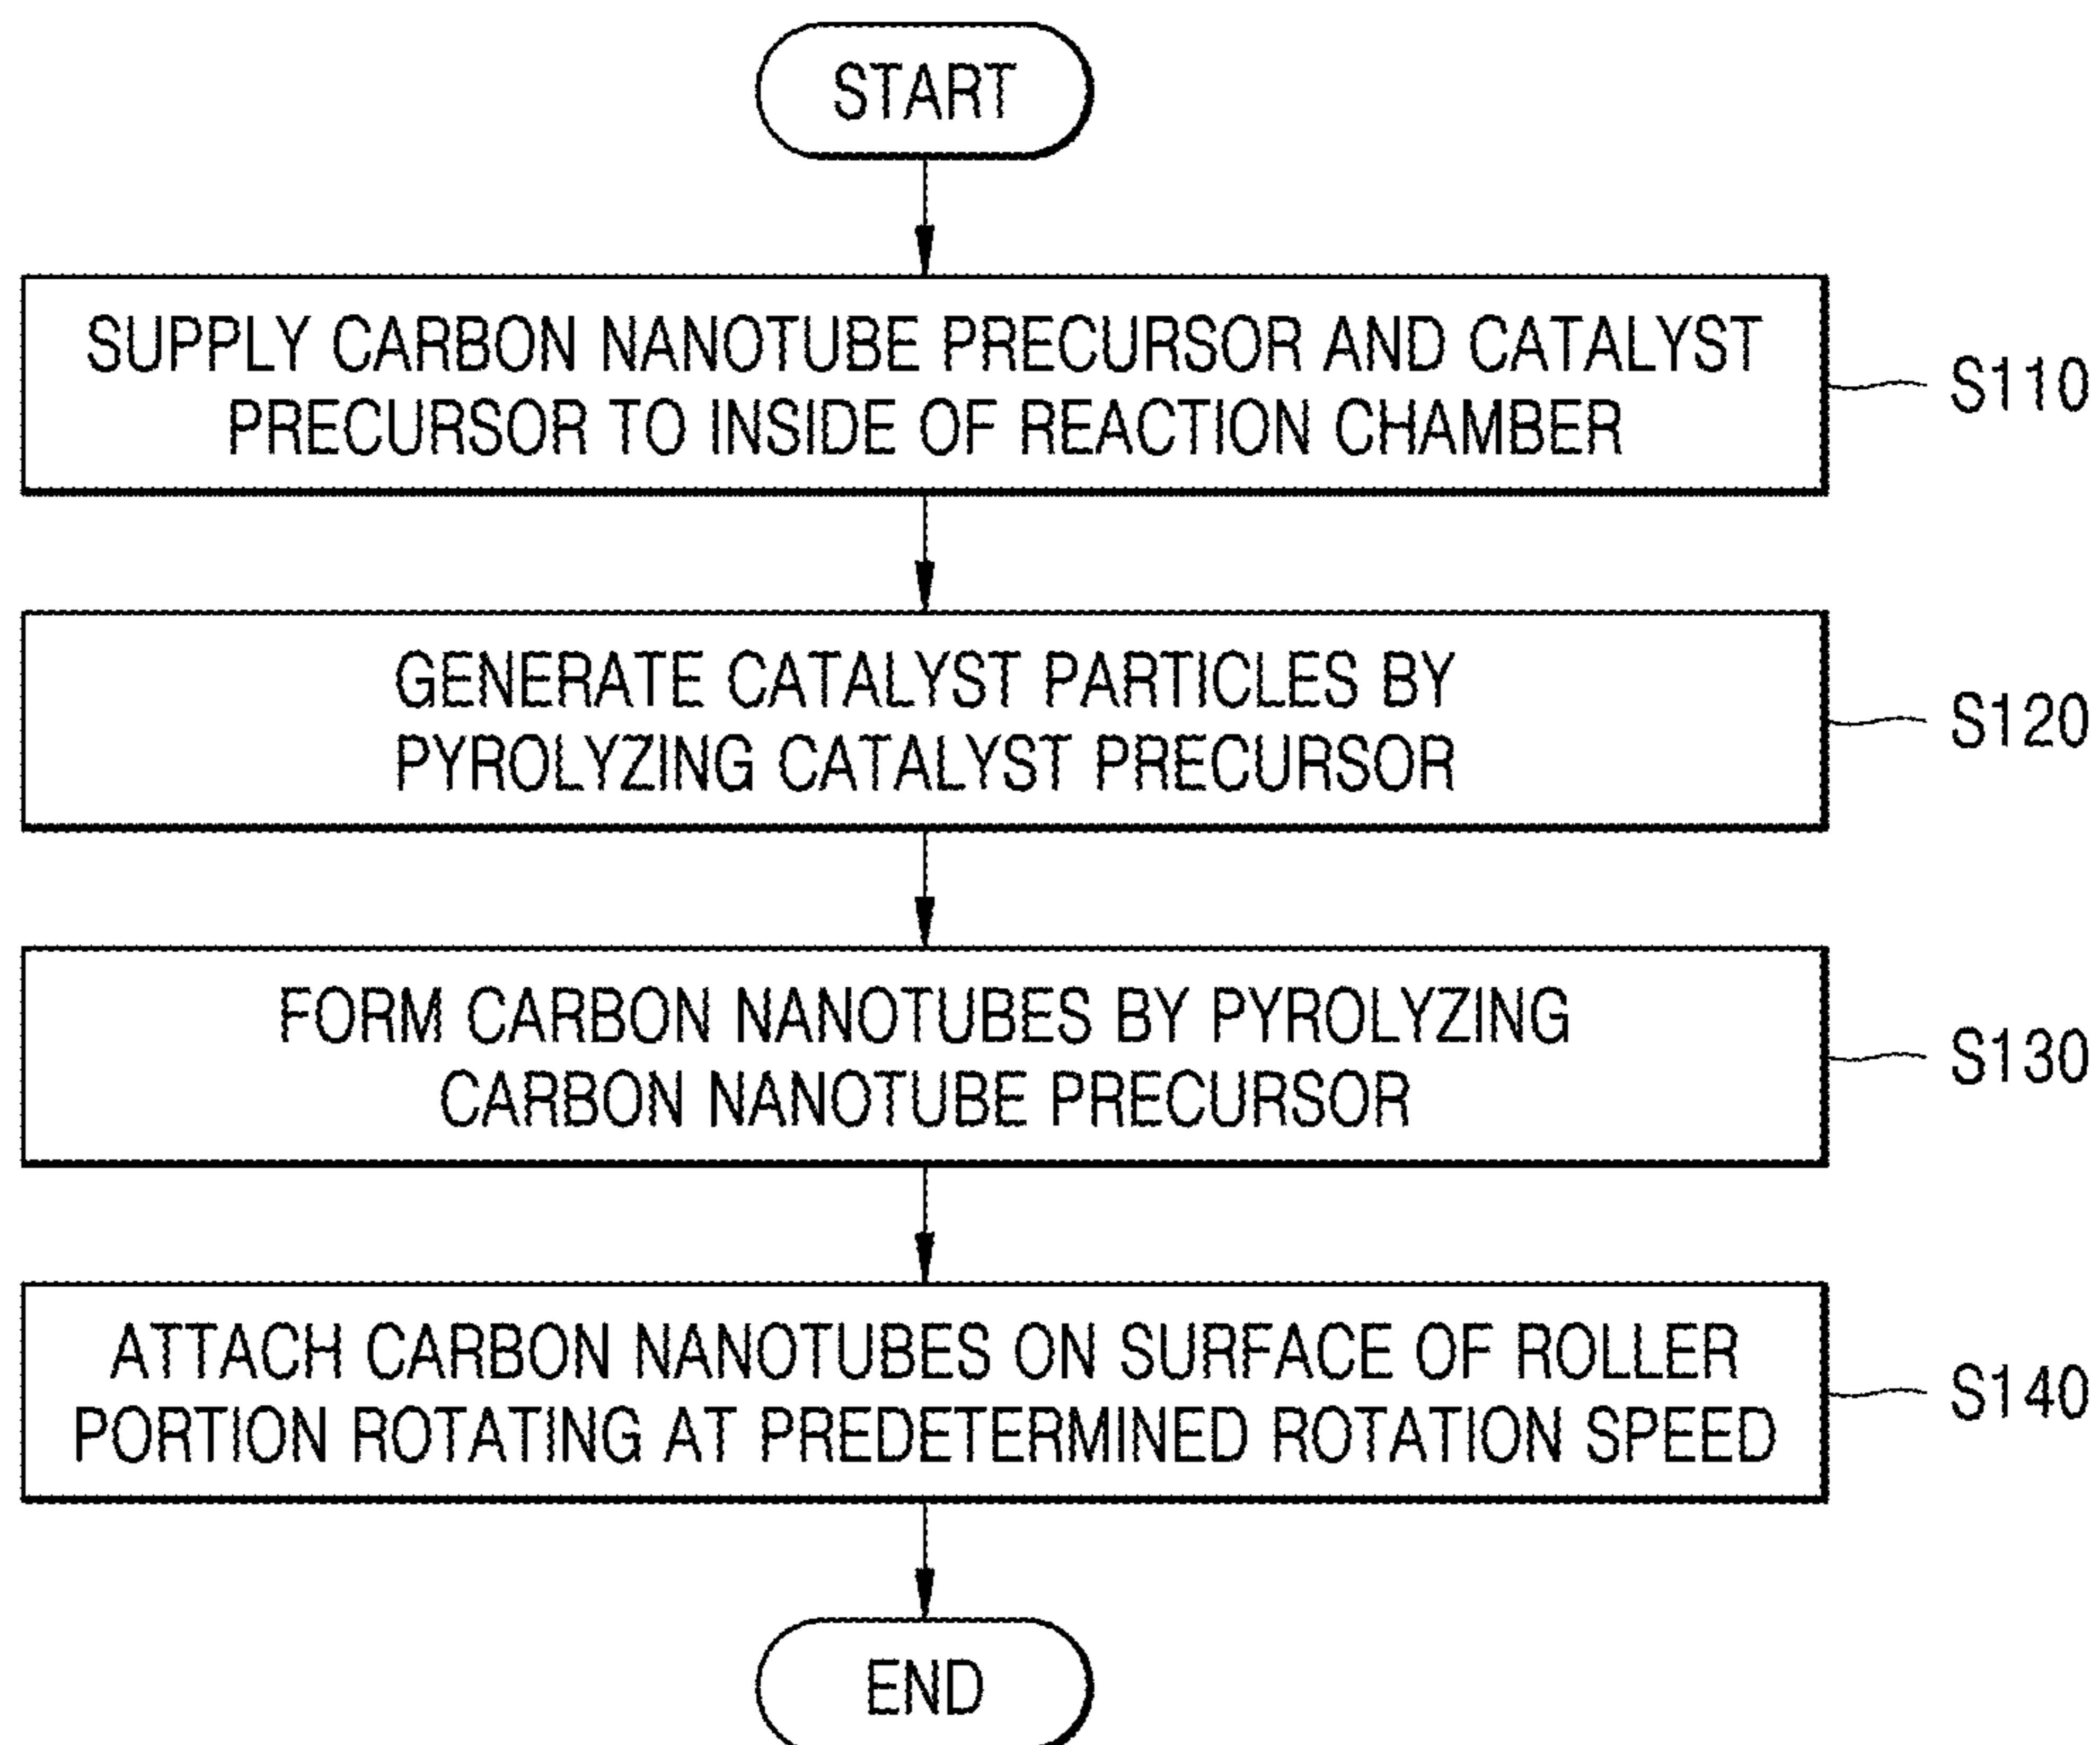 START
SUPPLY CARBON NANOTUBE PRECURSOR AND CATALYST
PRECURSOR TO INSIDE OF REACTION CHAMBER
S110
GENERATE CATALYST PARTICLES BY
PYROLYZING CATALYST PRECURSOR
S120
FORM CARBON NANOTUBES BY PYROLYZING
CARBON NANOTUBE PRECURSOR
S130
ATTACH CARBON NANOTUBES ON SURFACE OF ROLLER
PORTION ROTATING AT PREDETERMINED ROTATION SPEED
S140
END